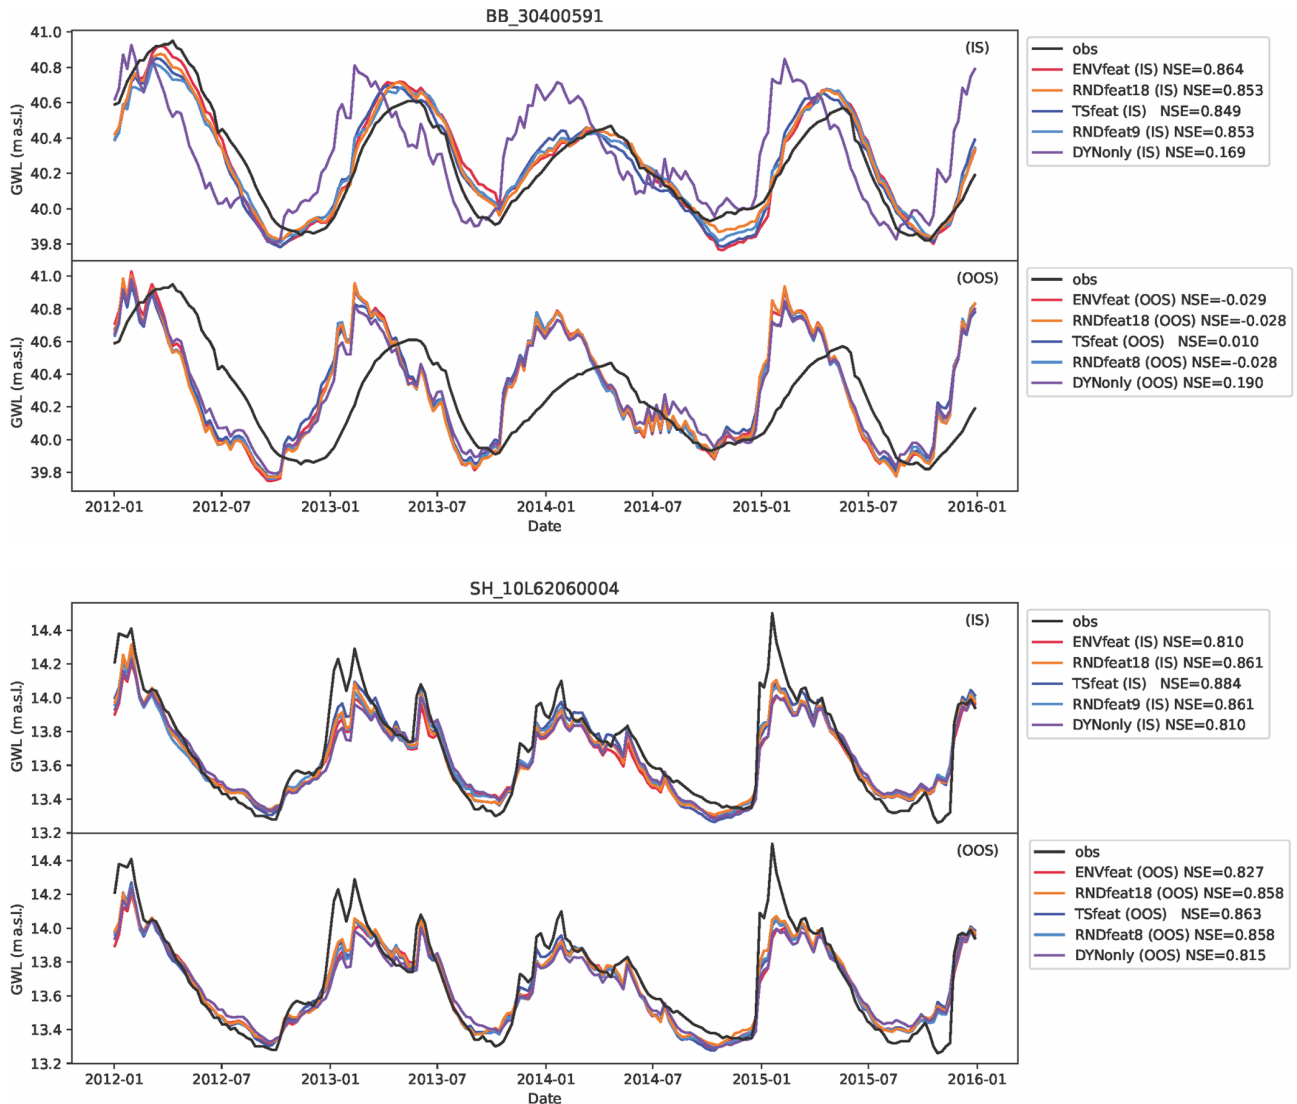 BB_30400591
41.0
40.8
40.6
40.4
40.2
40.0
39.8
GWL (m a.s.l.)
(IS)
obs
ENVfeat (IS) NSE=0.864
RNDfeat18 (IS) NSE=0.853
TSfeat (IS) NSE=0.849
RNDfeat9 (IS) NSE=0.853
DYNonly (IS) NSE=0.169
41.0
40.8
40.6
40.4
40.2
40.0
39.8
GWL (m a.s.l.)
(OOS)
obs
ENVfeat (OOS) NSE=-0.029
RNDfeat18 (OOS) NSE=-0.028
TSfeat (OOS) NSE=0.010
RNDfeat8 (OOS) NSE=-0.028
DYNonly (OOS) NSE=0.190
2012-01 2012-07 2013-01 2013-07 2014-01 2014-07 2015-01 2015-07 2016-01
Date
SH_10L62060004
14.4
14.2
14.0
13.8
13.6
13.4
13.2
GWL (m a.s.l.)
(IS)
obs
ENVfeat (IS) NSE=0.810
RNDfeat18 (IS) NSE=0.861
TSfeat (IS) NSE=0.884
RNDfeat9 (IS) NSE=0.861
DYNonly (IS) NSE=0.810
14.4
14.2
14.0
13.8
13.6
13.4
13.2
GWL (m a.s.l.)
(OOS)
obs
ENVfeat (OOS) NSE=0.827
RNDfeat18 (OOS) NSE=0.858
TSfeat (OOS) NSE=0.863
RNDfeat8 (OOS) NSE=0.858
DYNonly (OOS) NSE=0.815
2012-01 2012-07 2013-01 2013-07 2014-01 2014-07 2015-01 2015-07 2016-01
Date